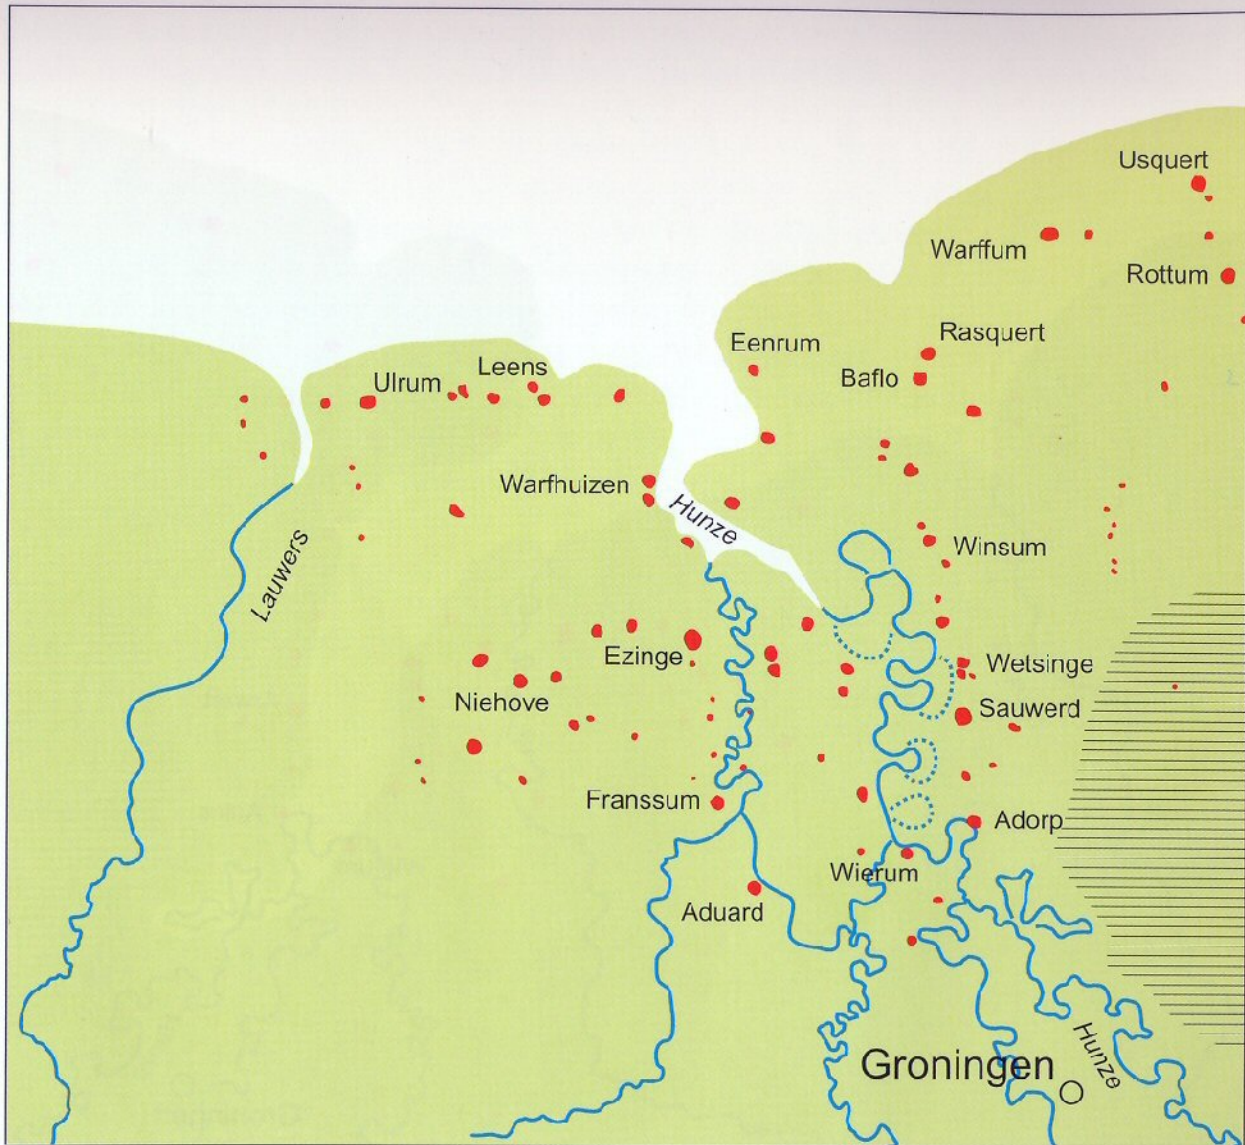 Usquert
Warffum
Rottum
Rasquert
Eenrum
Baflo
Leens
Ulrum
Warfhuizen
Hunze
Winsum
Lauwers
Ezinge
Wetsinge
Niehove
Sauwerd
Franssum
Adorp
Wierum
Aduard
Hunze
Groningen